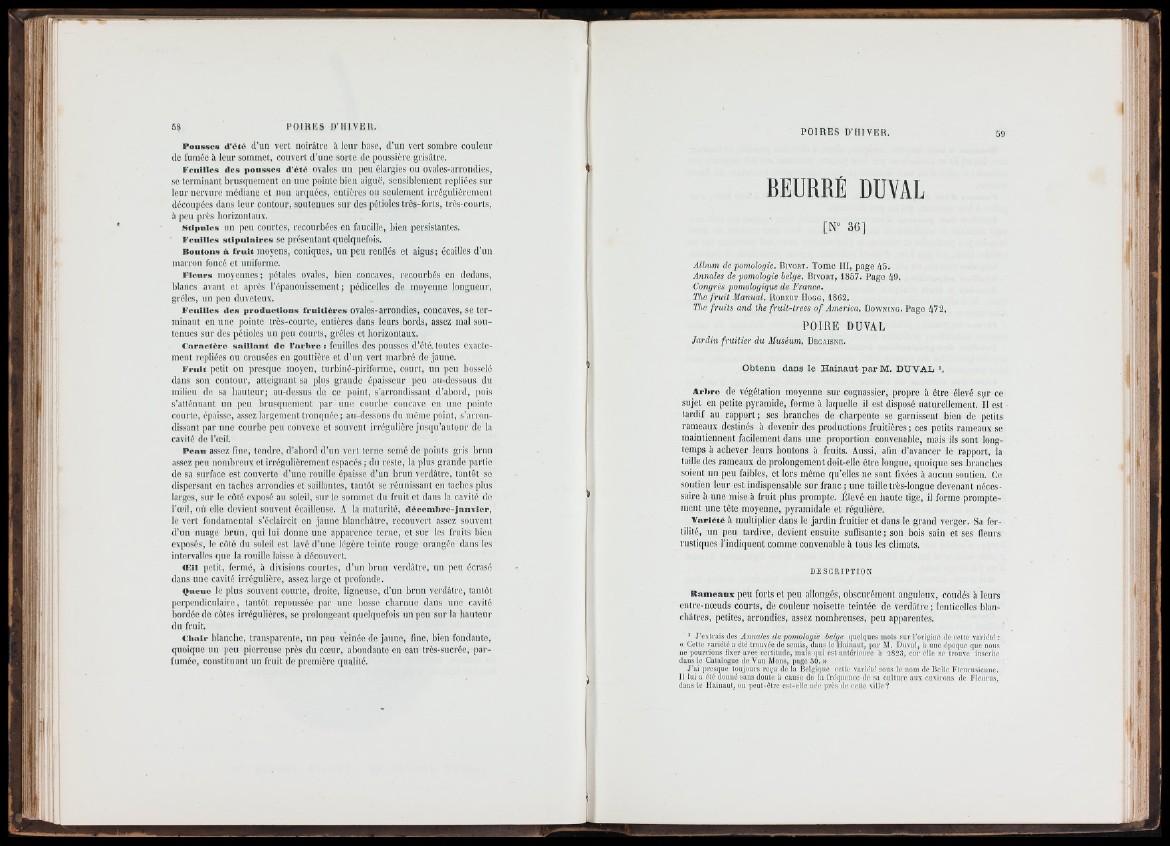 58 POIRES D'HIVER.
Pousses d'été d'un vert noirâtre à leur base, d'un vert sombre couleur
de fumée à leur sommet, couvert d'une sorte de poussière grisâtre.
Feuilles des pousses d'été ovales un peu élargies ou ovales-arrondies,
se terminant brusquement en une pointe bien aiguë, sensiblement repliées sur
leur nervure médiane et non arquées, entières ou seulement irrégulièrement
découpées dans leur contour, soutenues sur des pétioles très-forts, très-courts,
à peu près horizontaux.
Stipules un peu courtes, recourbées en faucille, bien persistantes.
Feuilles stipulaires se présentant quelquefois.
Boutons à fruit moyens, coniques, un peu renflés et aigus; écailles d'un
marron foncé et uniforme.
Fleurs moyennes; pétales ovales, bien concaves, recourbés en dedans,
blancs avant et après l'épanouissement; pédicelles de moyenne longueur,
grêles, un peu duveteux.
Feuilles des productions fruitières ovales-arrondies, concaves, se ter-
minant en une pointe très-courte, entières dans leurs bords, assez mal sou-
tenues sur des pétioles un peu courts, grêles et horizontaux.
Caractère saillant de l'arbre : feuilles des pousses d'été toutes exacte-
ment repliées ou creusées en gouttière et d'un vert marbré de jaune.
Fruit petit ou presque moyen, turbiné-piriforme, court, un peu bosselé
dans son contour, atteignant sa plus grande épaisseur peu au-dessous du
milieu de sa hauteur; au-dessus de ce point, s'arrondissant d'abord, puis
s'atténuant un peu brusquement par une courbe concave en une pointe
courte, épaisse, assez largement tronquée; au-dessous du même point, s'arron-
dissant par une courbe peu convexe et souvent irrégulière jusqu'autour de la
cavité de l'œil.
Peau assez fine, tendre, d'abord d'un vert terne semé de points gris brun
assez peu nombreux et irrégulièrement espacés; du reste, la plus grande partie
de sa surface est couverte d'une rouille épaisse d'un brun verdâtre, tantôt se
dispersant en taches arrondies et saillantes, tantôt se réunissant en taches plus
larges, sur le côté exposé au soleil, sur le sommet du fruit et dans la cavité de
l'œil, où elle devient souvent écailleuse. A la maturité, décembre-janvier,
le vert fondamental s'éclaircit en jaune blanchâtre, recouvert assez souvent
d'un nuage brun, qui lui donne une apparence terne, et sur les fruits bien
exposés, le côté du soleil est lavé d'une légère teinte rouge orangée dans les
intervalles que la rouille laisse à découvert.
Œil petit, fermé, à divisions courtes, d'un brun verdâtre, un peu écrasé
dans une cavité irrégulière, assez large et profonde.
Queue le plus souvent courte, droite, ligneuse, d'un brun verdâtre, tantôt
perpendiculaire, tantôt repoussée par une bosse charnue dans une cavité
bordée de côtes irrégulières, se prolongeant quelquefois un peu sur la hauteur
du fruit.
Chair blanche, transparente, un peu veinée de jaune, fine, bien fondante,
quoique un peu pierreuse près du cœur, abondante en eau très-sucrée, par-
fumée, constituant un fruit de première qualité.
POIRES D'HIVER. 59
BEURRÉ DUVAL
[N° 36]
Album de pomologie. BIVORT. Tome III, page 45.
Annales de pomologie belge. BIVORT, 1857. Page 49.
Congrès pomologique de France.
The fruit Manual. ROBERT HOGG, 1862.
The fruits and the fruit-trees of America. DOWNING. Page 472.
POIRE DUVAL
Jardin fruitier du Muséum. DECAISNE.
Obtenu dans le Hainaut par M. DUVAL 1.
Arbre de végétation moyenne sur cognassier, propre à être élevé sur ce
sujet en petite pyramide, forme à laquelle il est disposé naturellement. Il est
tardif au rapport; ses branches de charpente se garnissent bien de petits
rameaux destinés à devenir des productions fruitières; ces petits rameaux se
maintiennent facilement dans une proportion convenable, mais ils sont long-
temps à achever leurs boutons à fruits. Aussi, afin d'avancer le rapport, la
taille des rameaux de prolongement doit-elle être longue, quoique ses branches
soient un peu faibles, et lors même qu'elles ne sont fixées à aucun soutien. Ce
soutien leur est indispensable sur franc; une taille très-longue devenant néces-
saire à une mise à fruit plus prompte. Élevé en haute tige, il forme prompte-
ment une tête moyenne, pyramidale et régulière.
Variété à multiplier dans le jardin fruitier et dans le grand verger. Sa fer-
tilité, un peu tardive, devient ensuite suffisante; son bois sain et ses fleurs
rustiques l'indiquent comme convenable à tous les climats.
DESCRIPTION
Rameaux peu forts et peu allongés, obscurément anguleux, coudés à leurs
entre-nœuds courts, de couleur noisette teintée de verdâtre; lenticelles blan-
châtres, petites, arrondies, assez nombreuses, peu apparentes.
1 J'extrais des Annales de pomologie belge quelques mots sur l'origine de cette variété :
« Cette variété a été trouvée de semis, dans le Hainaut, par M. Duval, à une époque que nous
ne pourrions fixer avec certitude, mais qui est antérieure à 1823, car elle se trouve inscrite
dans le Catalogue de Van Mons, page 30. »
J'ai presque toujours reçu de la Belgique cette variété sous le nom de Belle Fleurusienne.
Il lui a été donné sans doute à cause de la fréquence de sa culture aux environs de Fleurus,
dans le Hainaut, ou peut-être est-elle née près de cette ville?